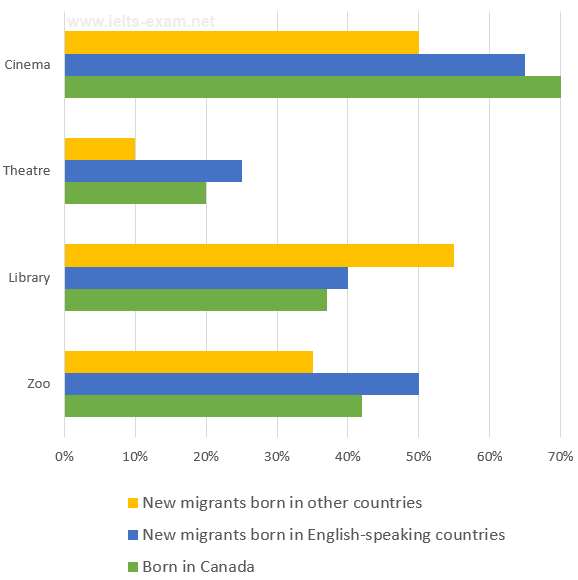 www.ielts-exam.net
Cinema
Theatre
Library
Zoo
0% 10% 20% 30% 40% 50% 60% 70%
New migrants born in other countries
New migrants born in English-speaking countries
Born in Canada